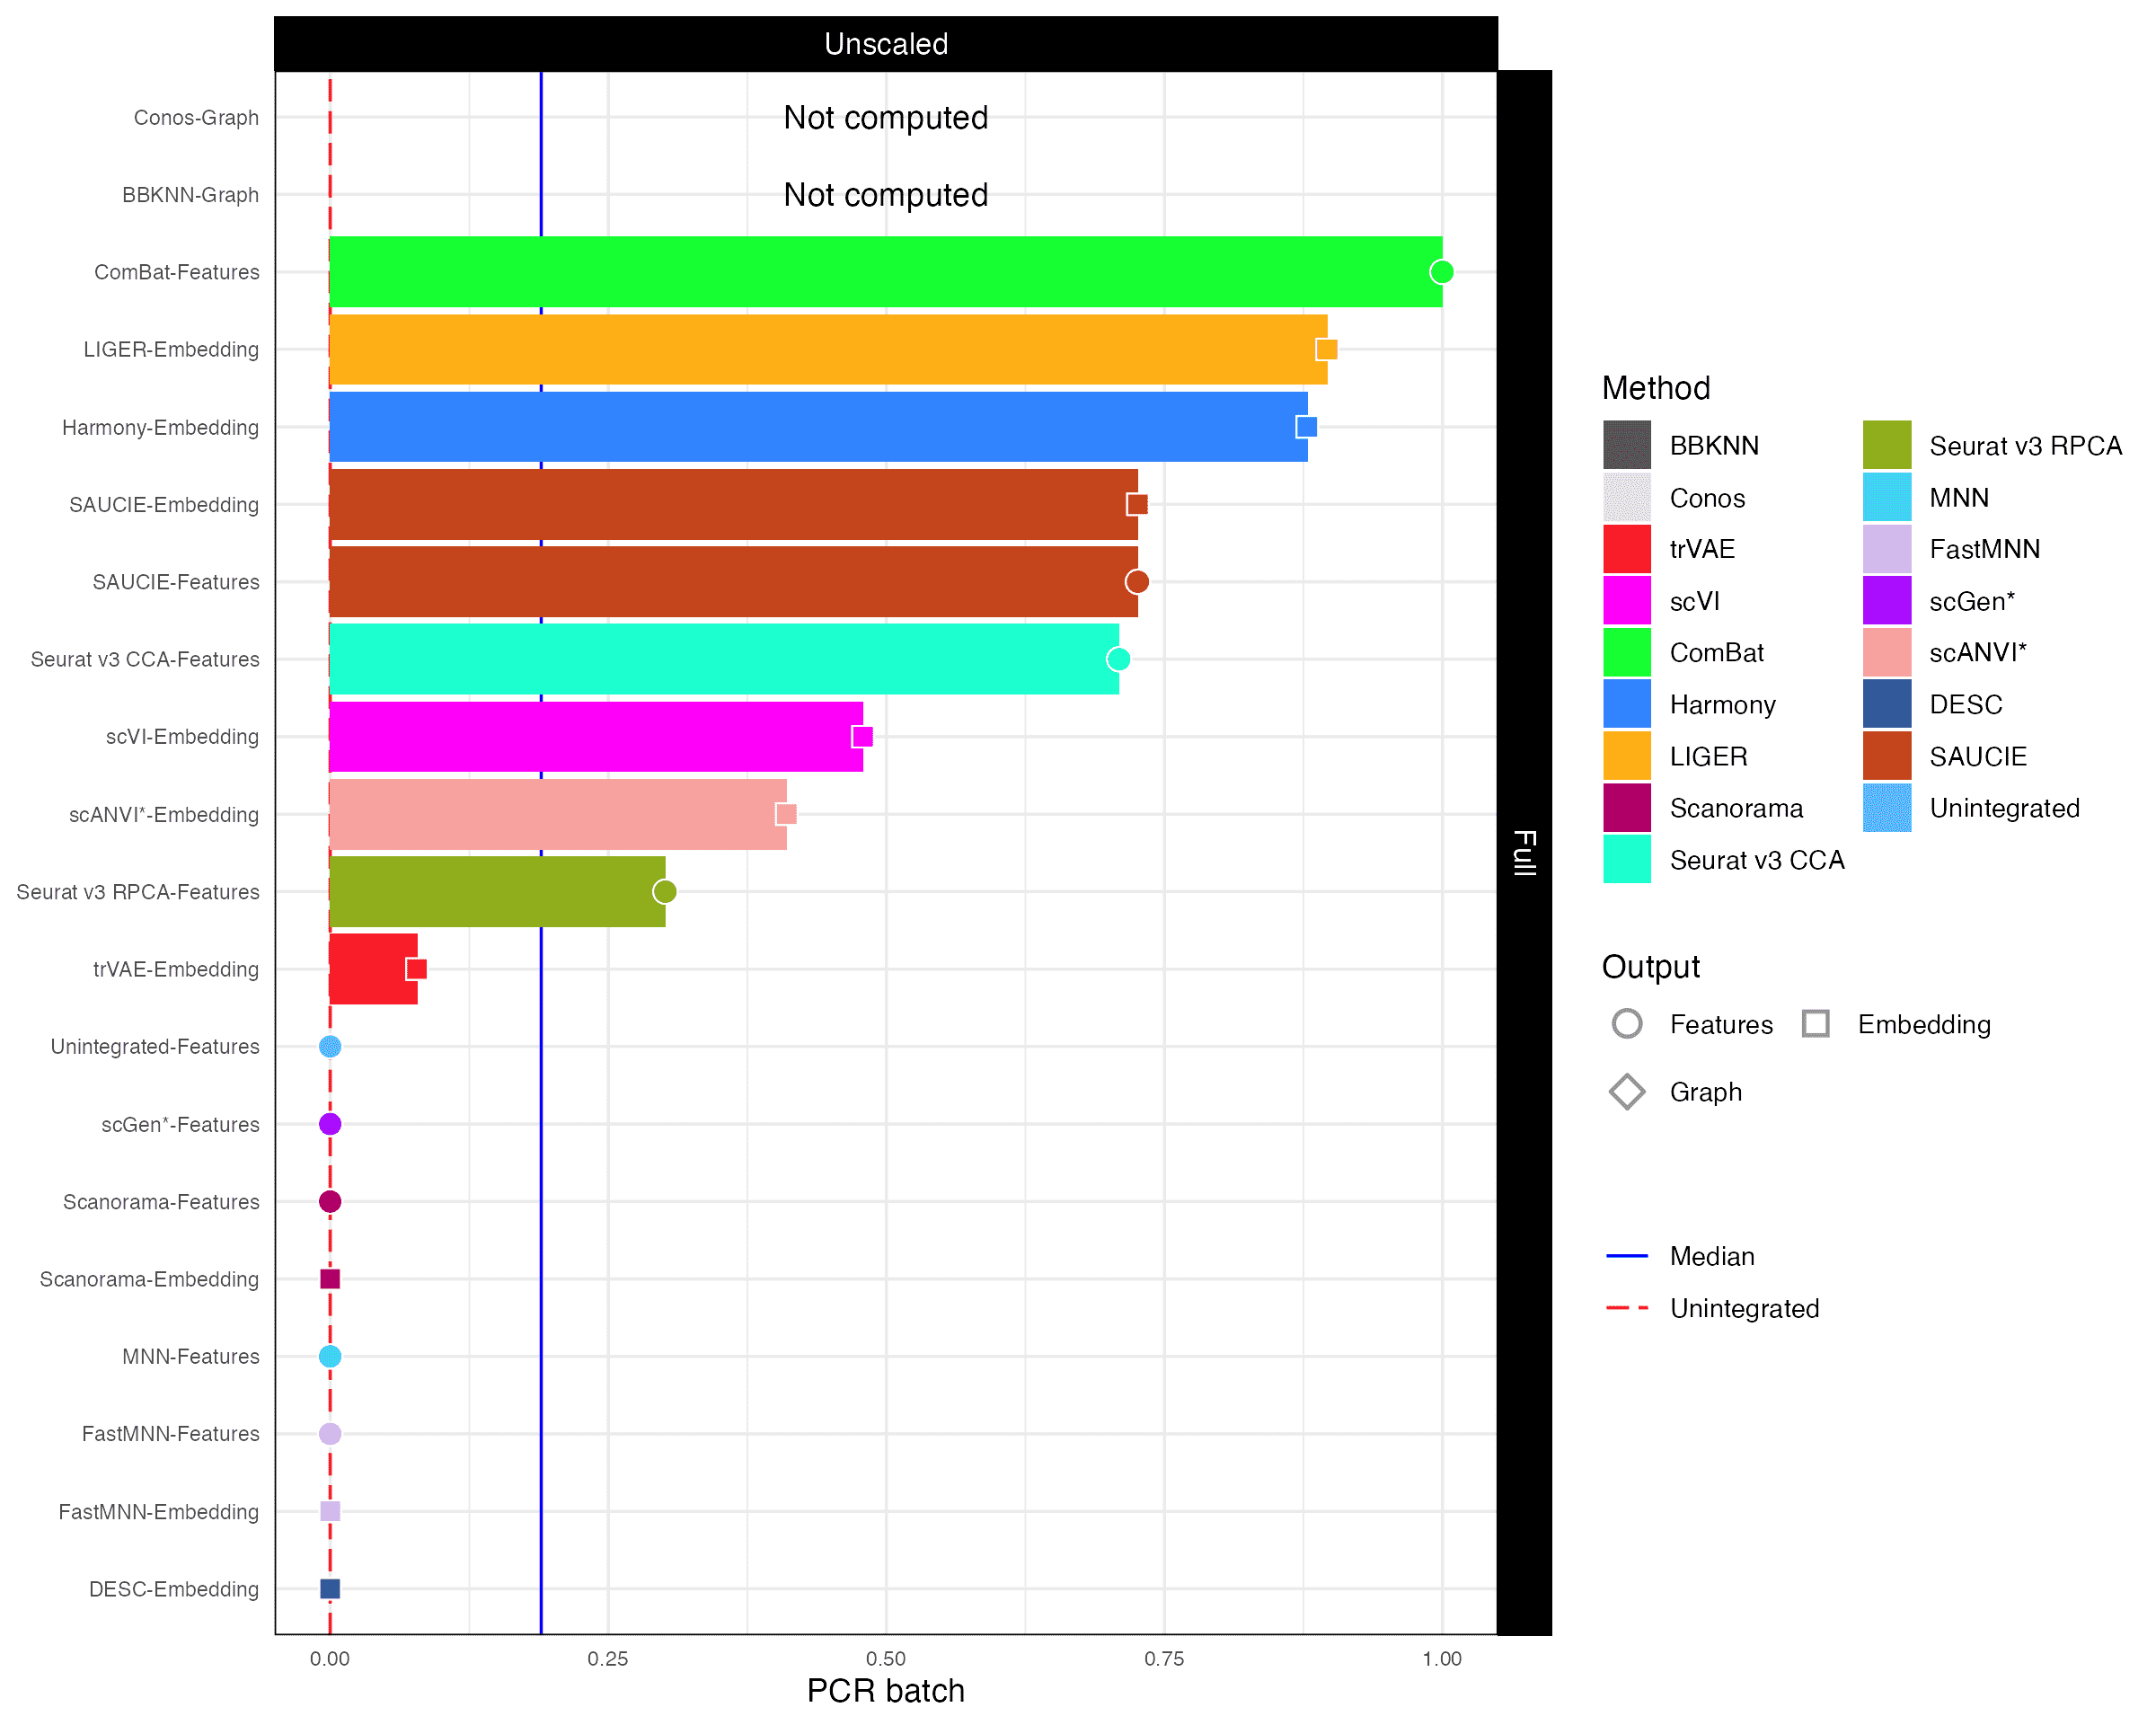 Unscaled
Conos-Graph
Not computed
BBKNN-Graph
Not computed
ComBat-Features
LIGER-Embedding
Harmony-Embedding
SAUCIE-Embedding
SAUCIE-Features
Seurat v3 CCA-Features
scVI-Embedding
scANVI*-Embedding
Seurat v3 RPCA-Features
trVAE-Embedding
Unintegrated-Features
scGen*-Features
Scanorama-Features
Scanorama-Embedding
MNN-Features
FastMNN-Features
FastMNN-Embedding
DESC-Embedding
0.00
0.25
0.50
0.75
1.00
PCR batch
Full
Method
BBKNN
Conos
trVAE
scVI
ComBat
Harmony
LIGER
Scanorama
Seurat v3 CCA
Seurat v3 RPCA
MNN
FastMNN
scGen*
scANVI*
DESC
SAUCIE
Unintegrated
Output
Features
Embedding
Graph
Median
Unintegrated